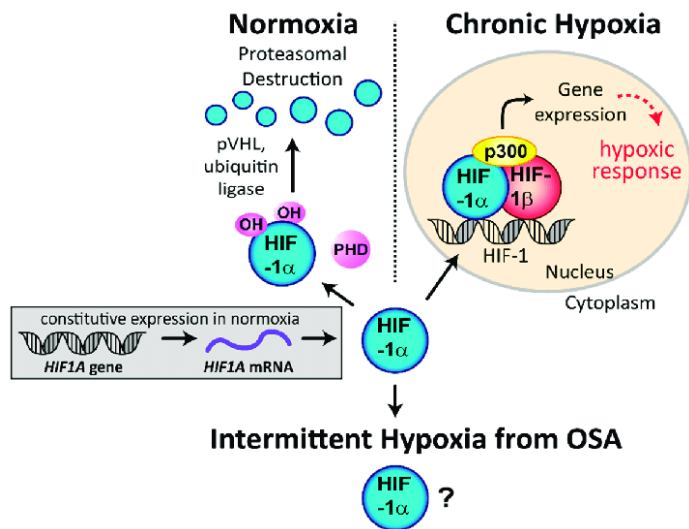 Normoxia
Proteasomal
Destruction
pVHL,
ubiquitin
ligase
OH
OH
HIF
-1α
PHD
constitutive expression in normoxia
HIF1A gene
HIF1A mRNA
HIF
-1α
Chronic Hypoxia
Gene
expression
hypoxic
response
p300
HIF
-1α
HIF-
1β
HIF-1
Nucleus
Cytoplasm
Intermittent Hypoxia from OSA
HIF
-1α
?